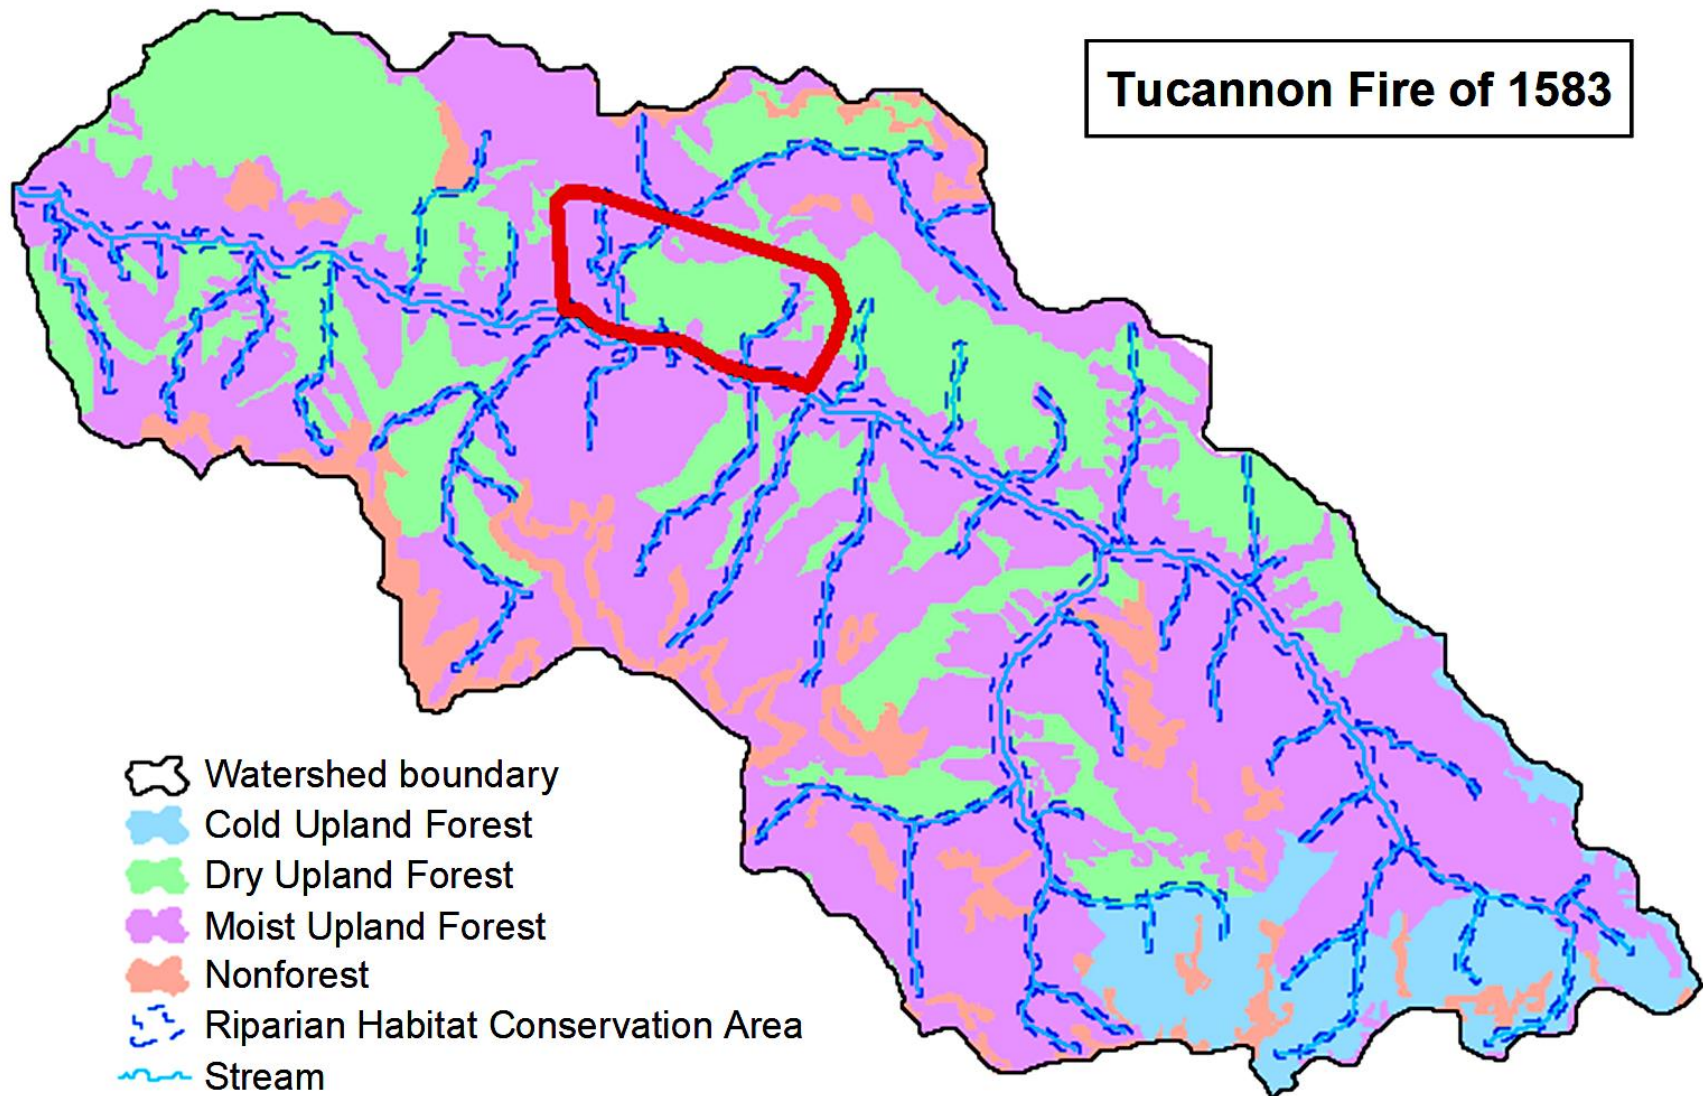 Tucannon Fire of 1583
Watershed boundary
Cold Upland Forest
Dry Upland Forest
Moist Upland Forest
Nonforest
Riparian Habitat Conservation Area
Stream